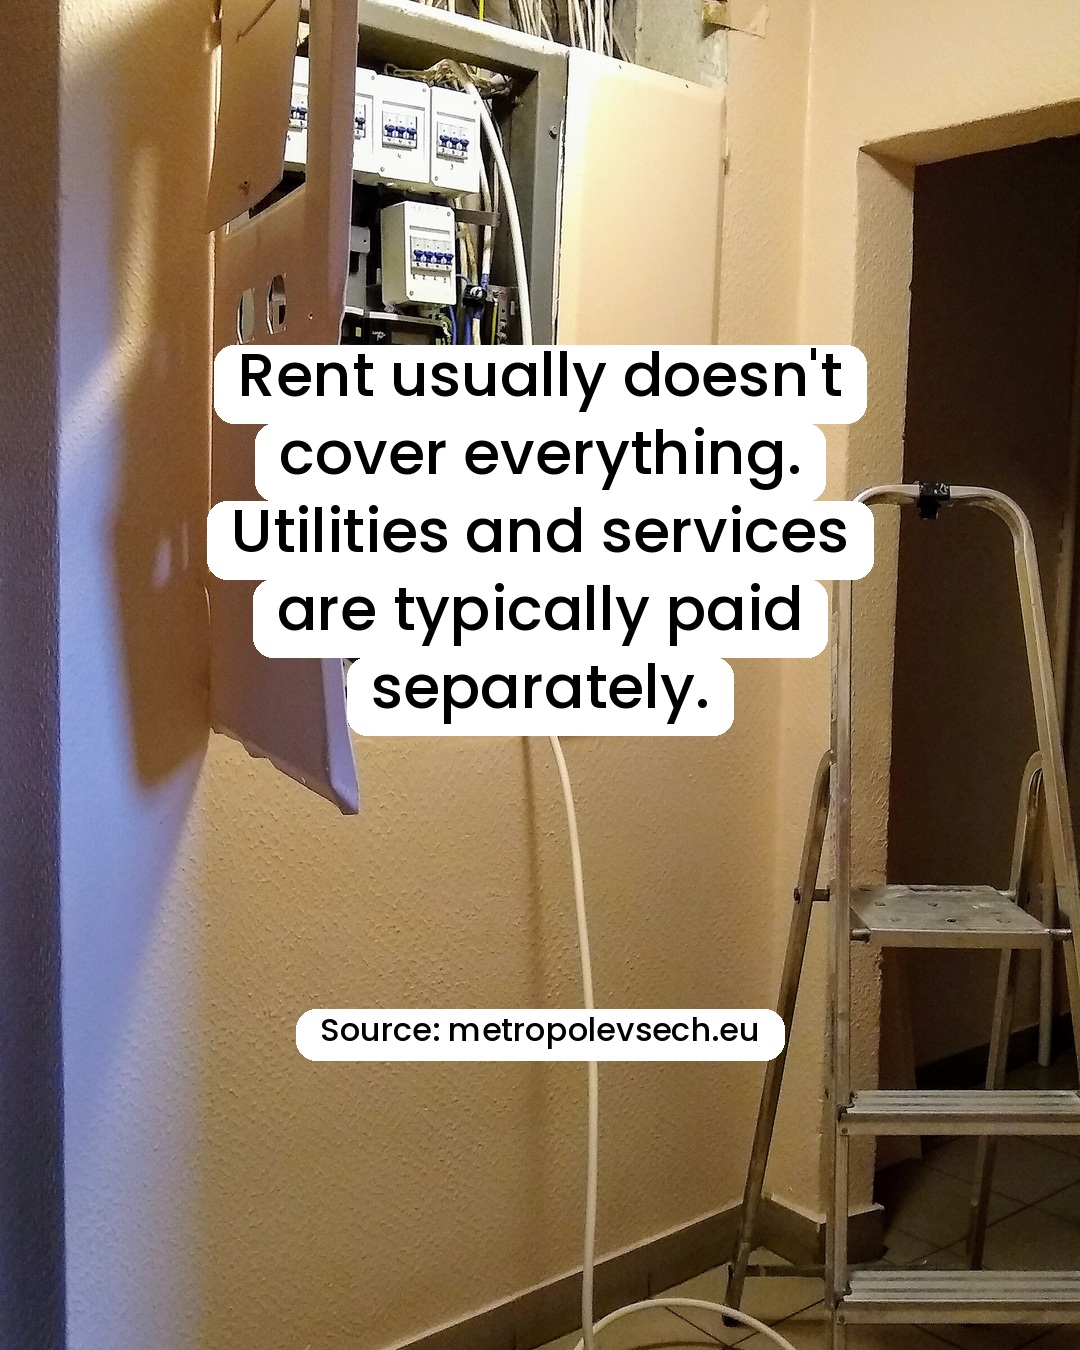 Rent usually doesn't
cover everything.
Utilities and services
are typically paid
separately.
Source: metropolevsech.eu